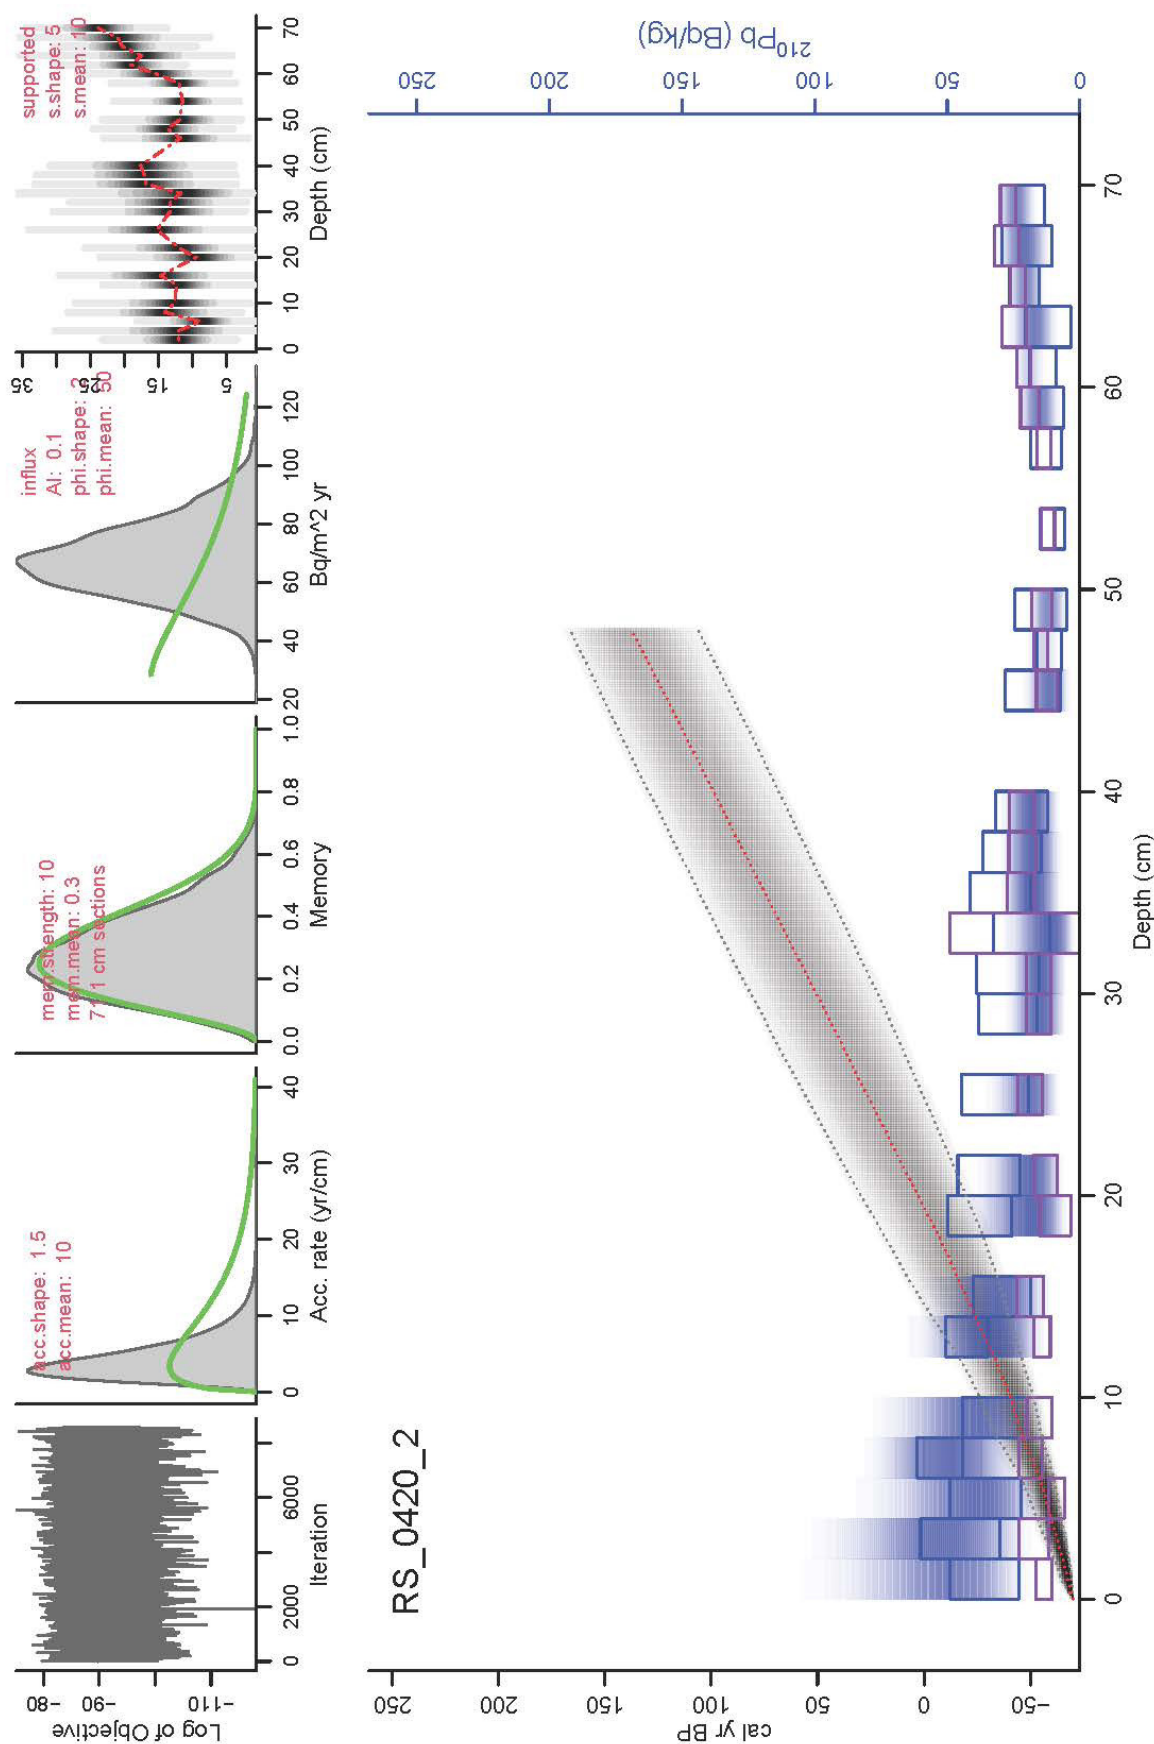 Log of Objective
−110
−90
−80
0
2000
6000
Iteration
acc.shape: 1.5
acc.mean: 10
0
10
20
30
40
Acc. rate (yr/cm)
mem.strength: 10
mem.mean: 0.3
71 1 cm sections
0.0
0.2
0.4
0.6
0.8
1.0
Memory
influx
Al: 0.1
phi.shape: 2
phi.mean: 50
20
40
60
80
100
120
Bq/m^2 yr
supported
s.shape: 5
s.mean: 10
5
15
25
35
0
10
20
30
40
50
60
70
Depth (cm)
RS_0420_2
cal yr BP
−50
0
50
100
150
200
250
0
10
20
30
40
50
60
70
Depth (cm)
0
50
100
150
200
250
210Pb (Bq/kg)